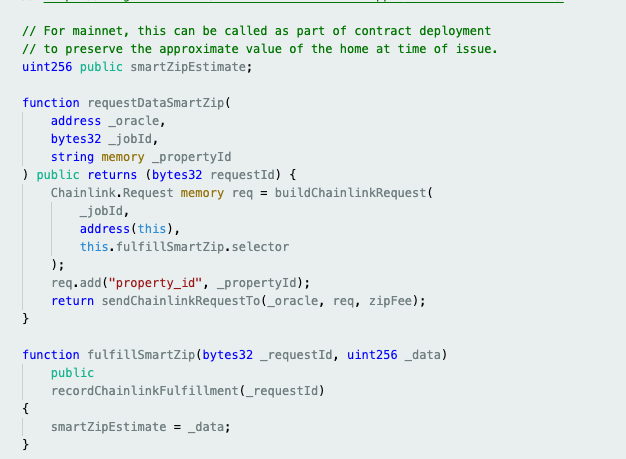 // For mainnet, this can be called as part of contract deployment
// to preserve the approximate value of the home at time of issue.
uint256 public smartZipEstimate;

function requestDataSmartZip(
    address _oracle,
    bytes32 _jobId,
    string memory _propertyId
) public returns (bytes32 requestId) {
    Chainlink.Request memory req = buildChainlinkRequest(
        _jobId,
        address(this),
        this.fulfillSmartZip.selector
    );
    req.add("property_id", _propertyId);
    return sendChainlinkRequestTo(_oracle, req, zipFee);
}

function fulfillSmartZip(bytes32 _requestId, uint256 _data)
    public
    recordChainlinkFulfillment(_requestId)
{
    smartZipEstimate = _data;
}